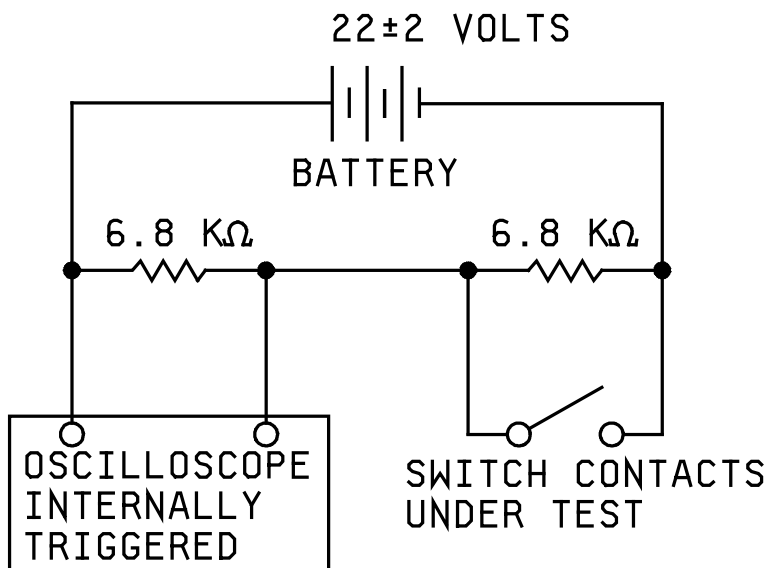 22±2 VOLTS
BATTERY
6.8 KΩ
6.8 KΩ
OSCILLOSCOPE
INTERNALLY
TRIGGERED
SWITCH CONTACTS
UNDER TEST